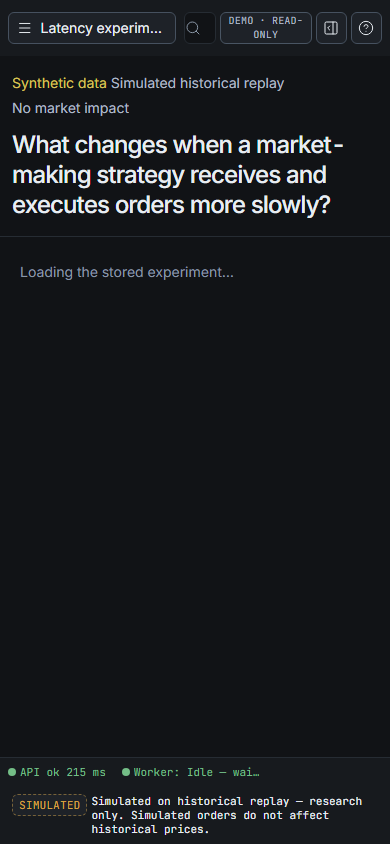 Latency experim...
DEMO · READ-
ONLY
Synthetic data Simulated historical replay
No market impact
What changes when a market-
making strategy receives and
executes orders more slowly?
Loading the stored experiment...
API ok 215 ms Worker: Idle — wai…
SIMULATED Simulated on historical replay — research
only. Simulated orders do not affect
historical prices.